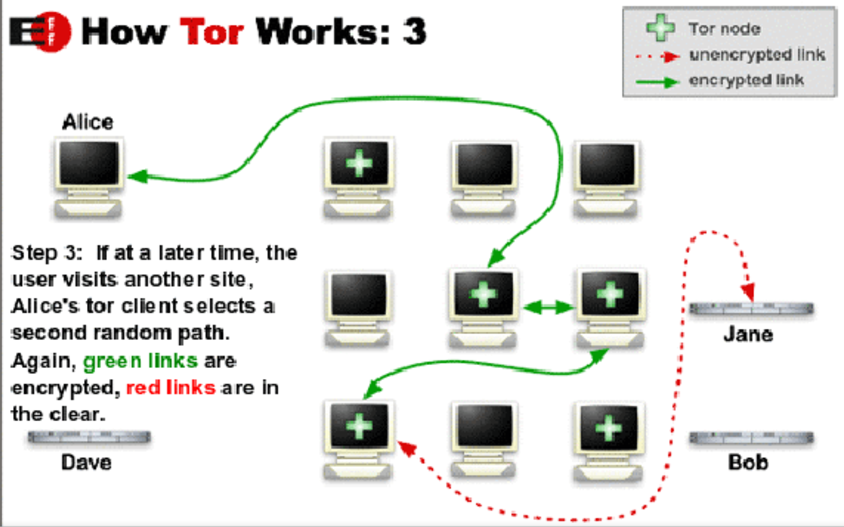 EFF How Tor Works: 3
Tor node
unencrypted link
encrypted link
Alice
Step 3:  If at a later time, the
user visits another site,
Alice's tor client selects a
second random path.
Again, green links are
encrypted, red links are in
the clear.
Jane
Dave
Bob